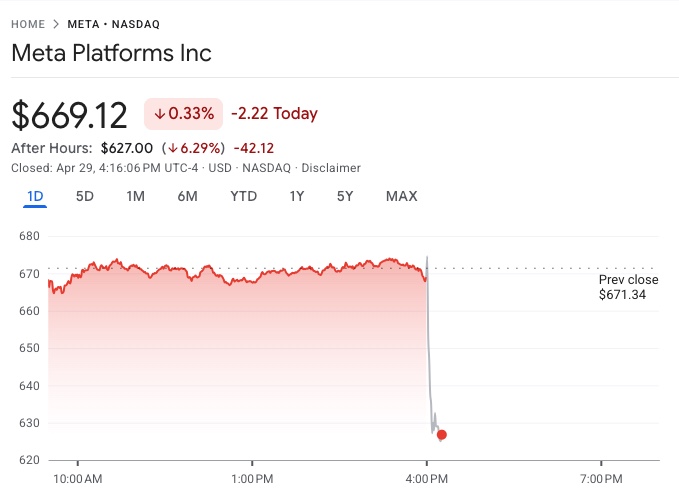 HOME > META • NASDAQ
Meta Platforms Inc
$669.12 ↓0.33% -2.22 Today
After Hours: $627.00 (↓6.29%) -42.12
Closed: Apr 29, 4:16:06 PM UTC-4 · USD · NASDAQ · Disclaimer
1D 5D 1M 6M YTD 1Y 5Y MAX
680
670
Prev close
$671.34
660
650
640
630
620
10:00 AM 1:00 PM 4:00 PM 7:00 PM